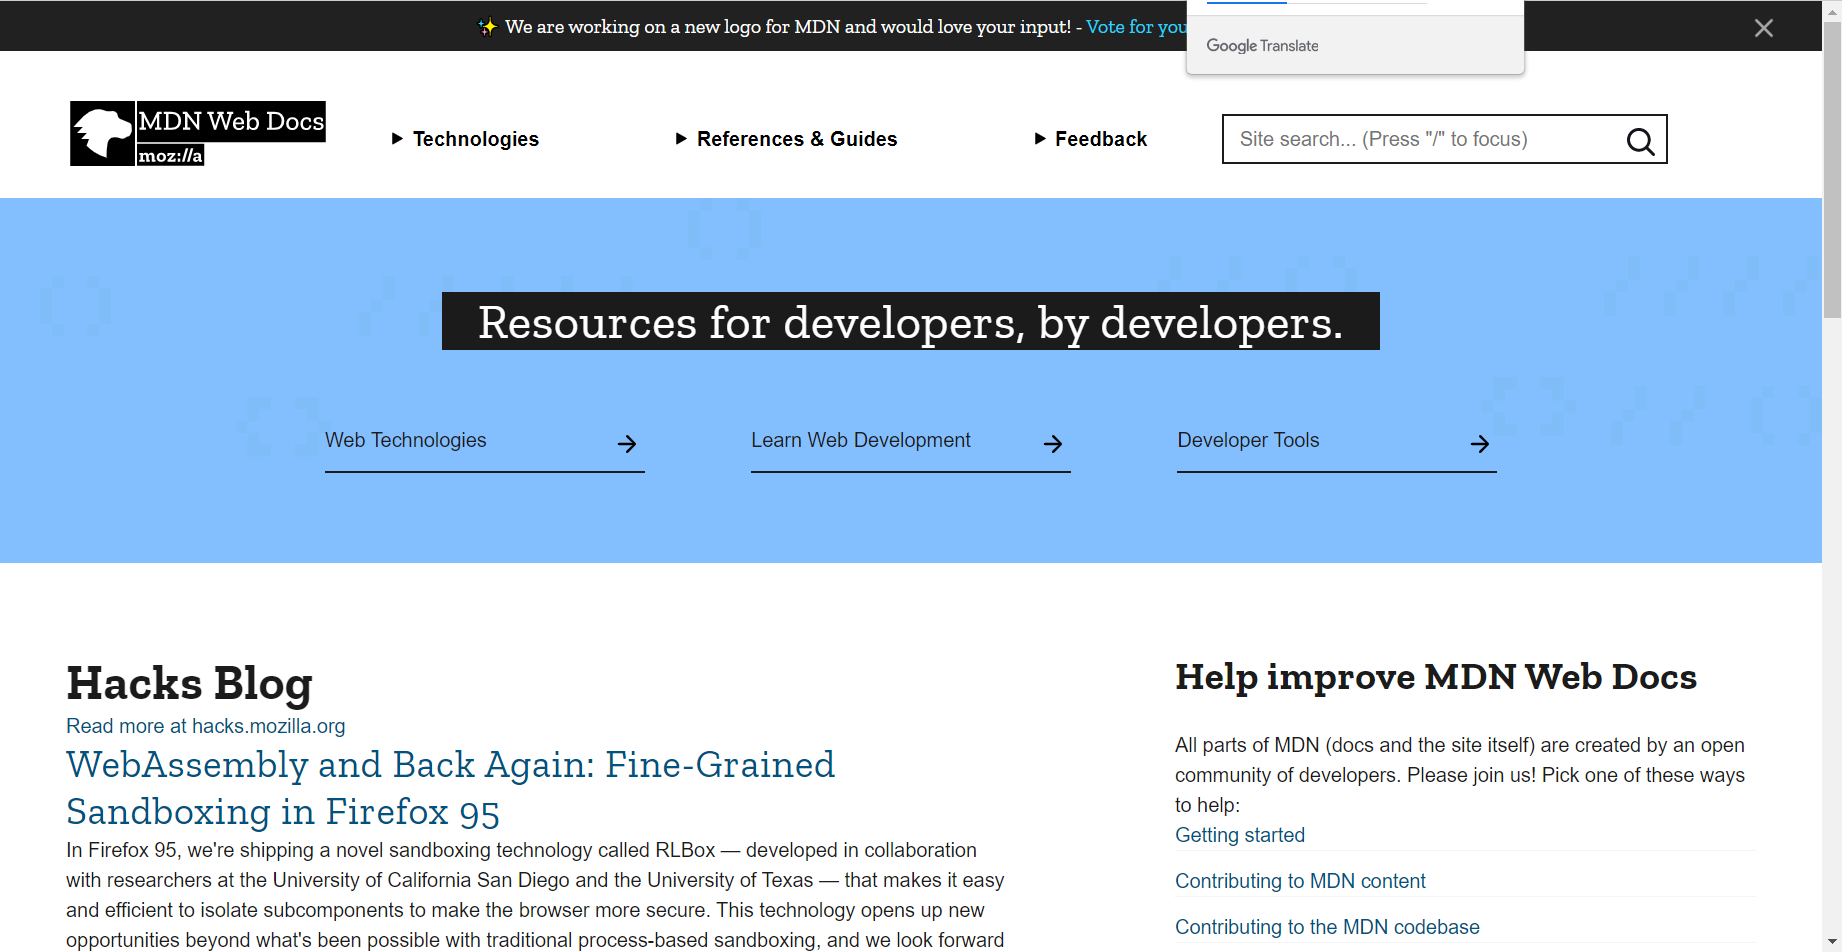 ✨ We are working on a new logo for MDN and would love your input! - Vote for you
Google Translate
MDN Web Docs
moz://a
Technologies
References & Guides
Feedback
Site search... (Press "/" to focus)
Resources for developers, by developers.
Web Technologies
Learn Web Development
Developer Tools
Hacks Blog
Read more at hacks.mozilla.org
WebAssembly and Back Again: Fine-Grained
Sandboxing in Firefox 95
In Firefox 95, we're shipping a novel sandboxing technology called RLBox — developed in collaboration
with researchers at the University of California San Diego and the University of Texas — that makes it easy
and efficient to isolate subcomponents to make the browser more secure. This technology opens up new
opportunities beyond what's been possible with traditional process-based sandboxing, and we look forward
Help improve MDN Web Docs
All parts of MDN (docs and the site itself) are created by an open
community of developers. Please join us! Pick one of these ways
to help:
Getting started
Contributing to MDN content
Contributing to the MDN codebase